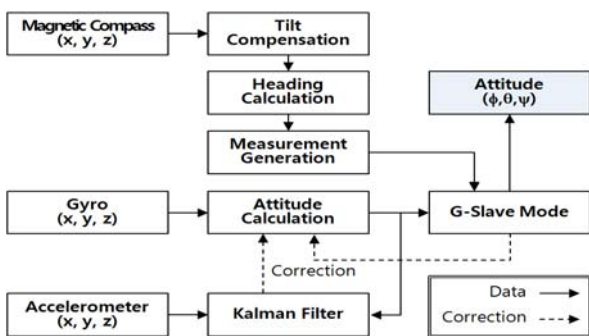 Magnetic Compass
(x, y, z)
Tilt
Compensation
Heading
Calculation
Attitude
(ϕ,θ,ψ)
Measurement
Generation
Gyro
(x, y, z)
Attitude
Calculation
G-Slave Mode
Correction
Accelerometer
(x, y, z)
Kalman Filter
Data
Correction